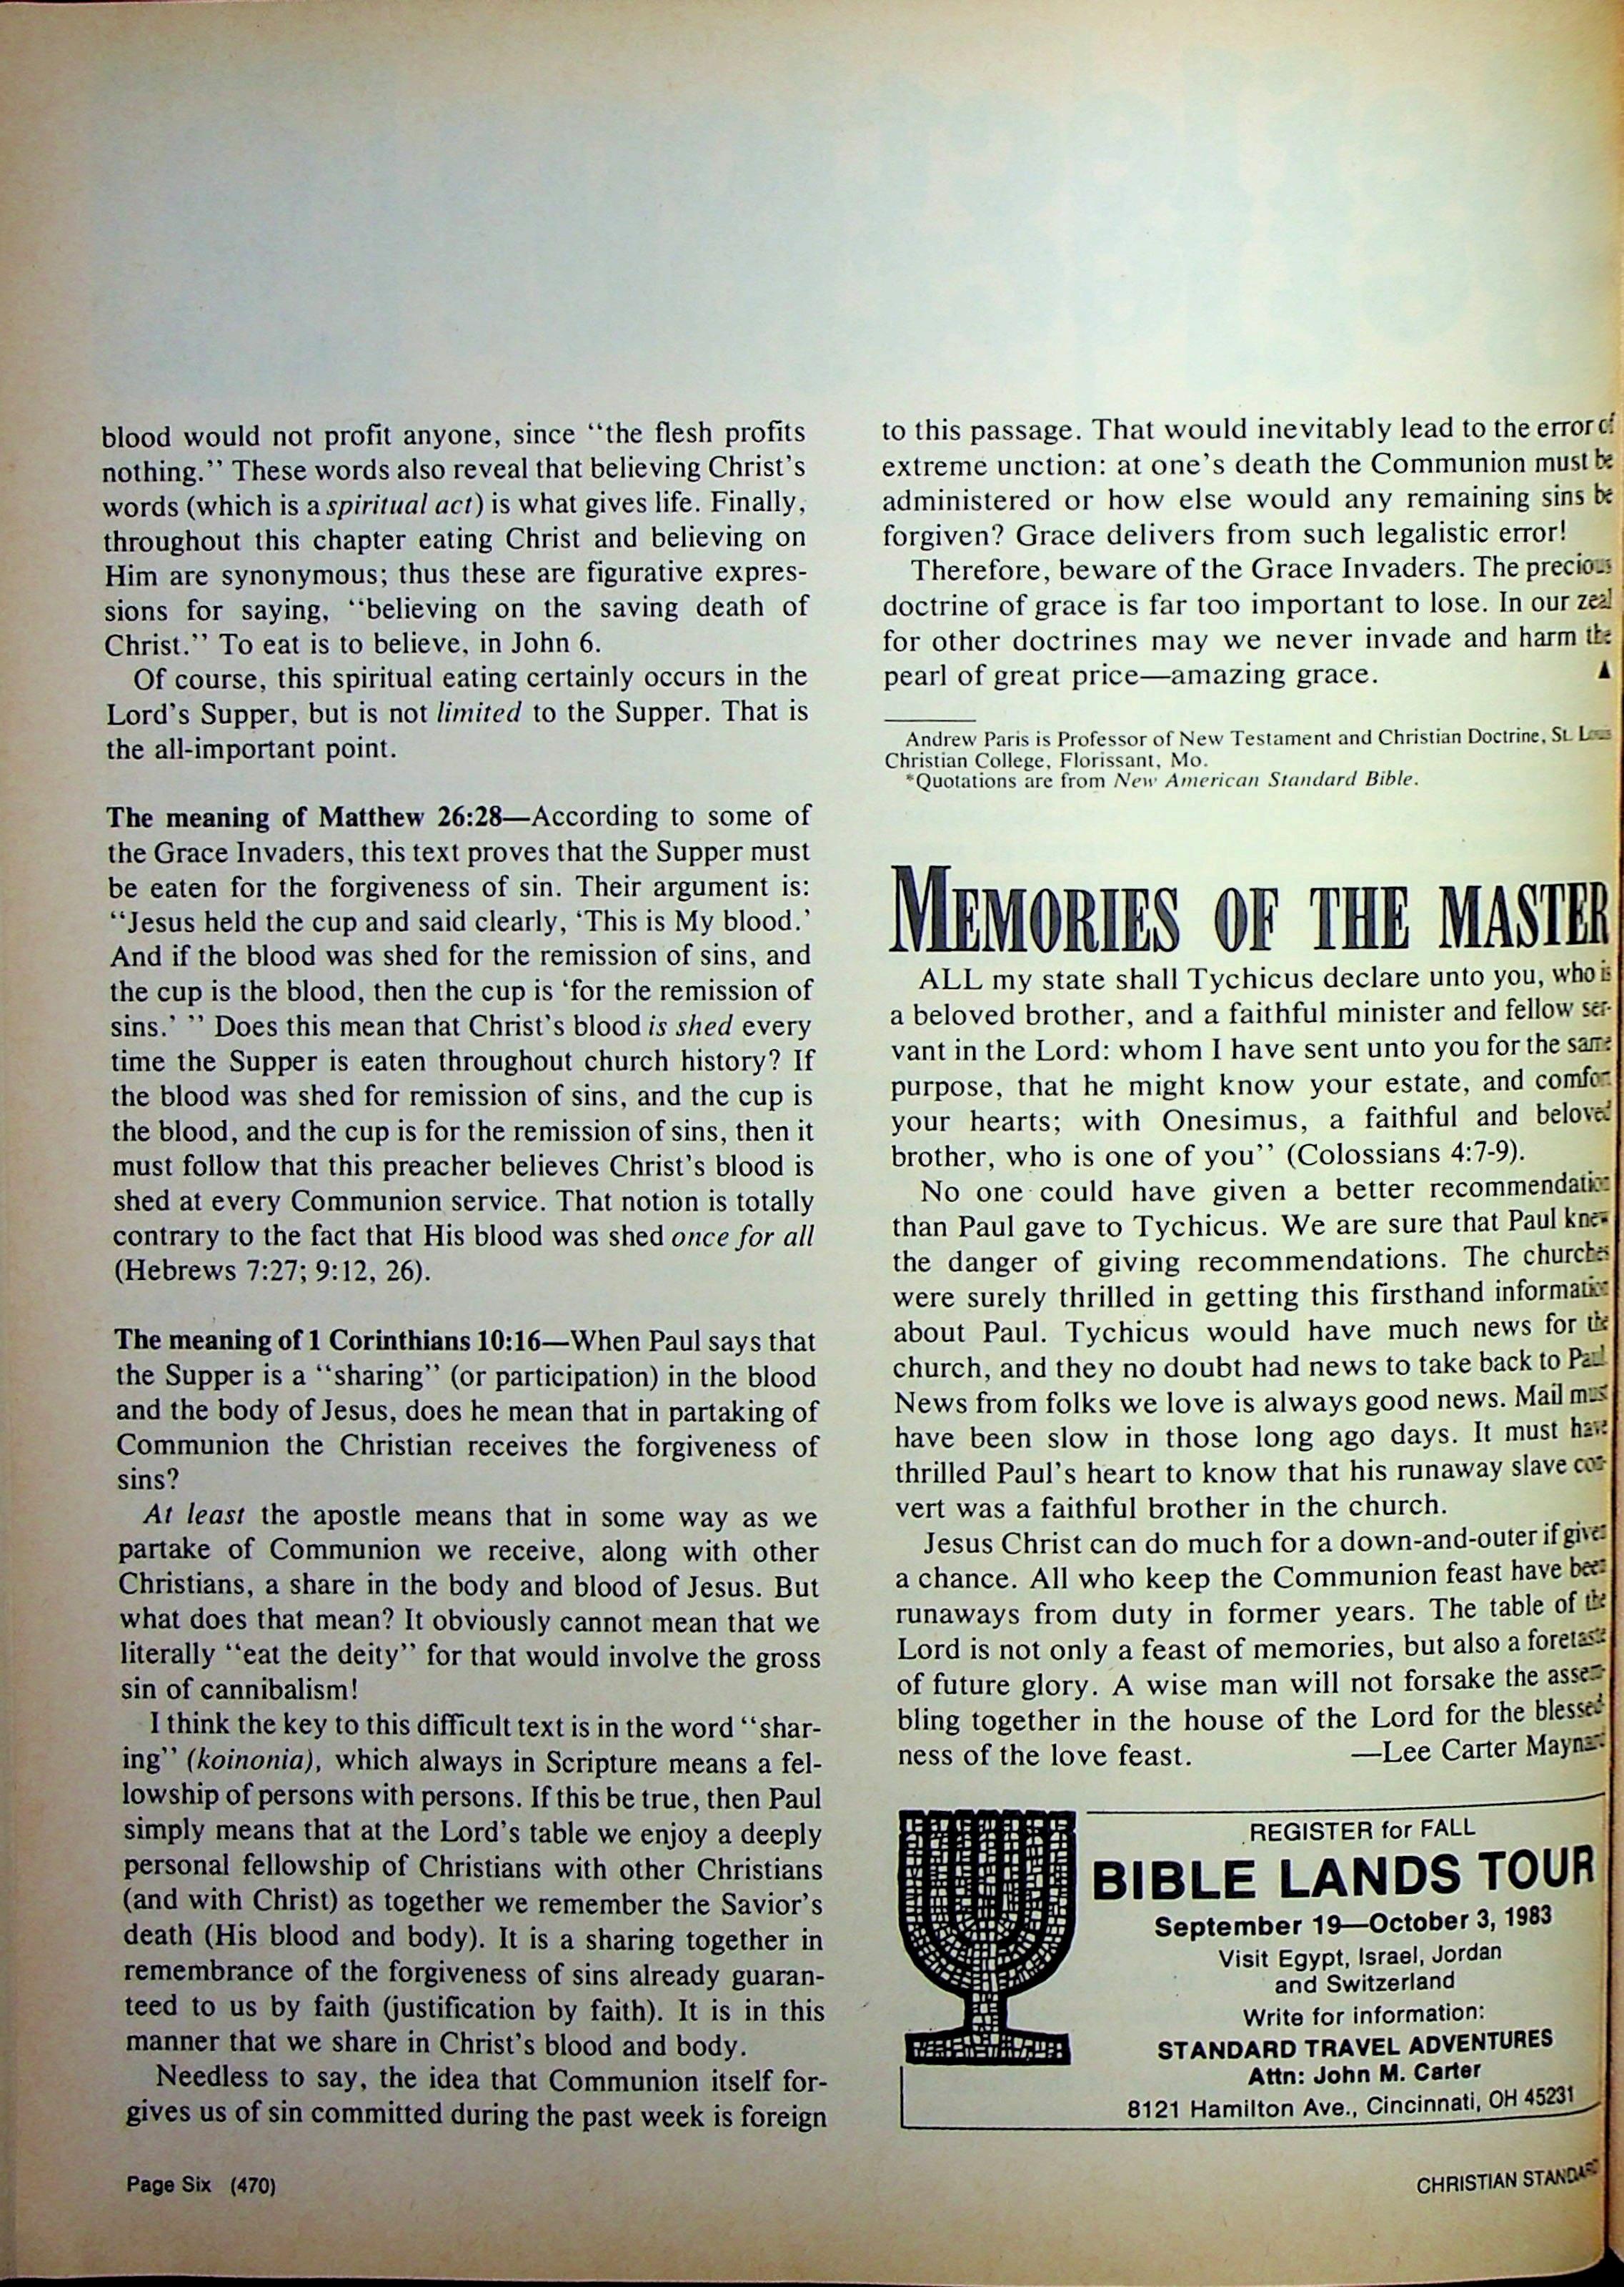 blood would not profit anyone, since “the flesh profits
nothing.” These words also reveal that believing Christ's
words (which is a spiritual act) is what gives life. Finally,
throughout this chapter eating Christ and believing on
Him are synonymous; thus these are figurative expres-
sions for saying, “believing on the saving death of
Christ.” To eat is to believe, in John 6.
Of course, this spiritual eating certainly occurs in the
Lord's Supper, but is not limited to the Supper. That is
the all-important point.
The meaning of Matthew 26:28—According to some of
the Grace Invaders, this text proves that the Supper must
be eaten for the forgiveness of sin. Their argument is:
“Jesus held the cup and said clearly, ‘This is My blood.’
And if the blood was shed for the remission of sins, and
the cup is the blood, then the cup is ‘for the remission of
sins.’ ” Does this mean that Christ's blood is shed every
time the Supper is eaten throughout church history? If
the blood was shed for remission of sins, and the cup is
the blood, and the cup is for the remission of sins, then it
must follow that this preacher believes Christ's blood is
shed at every Communion service. That notion is totally
contrary to the fact that His blood was shed once for all
(Hebrews 7:27; 9:12, 26).
The meaning of 1 Corinthians 10:16—When Paul says that
the Supper is a “sharing” (or participation) in the blood
and the body of Jesus, does he mean that in partaking of
Communion the Christian receives the forgiveness of
sins?
At least the apostle means that in some way as we
partake of Communion we receive, along with other
Christians, a share in the body and blood of Jesus. But
what does that mean? It obviously cannot mean that we
literally “eat the deity” for that would involve the gross
sin of cannibalism!
I think the key to this difficult text is in the word “shar-
ing” (koinonia), which always in Scripture means a fel-
lowship of persons with persons. If this be true, then Paul
simply means that at the Lord's table we enjoy a deeply
personal fellowship of Christians with other Christians
(and with Christ) as together we remember the Savior's
death (His blood and body). It is a sharing together in
remembrance of the forgiveness of sins already guaran-
teed to us by faith (justification by faith). It is in this
manner that we share in Christ's blood and body.
Needless to say, the idea that Communion itself for-
gives us of sin committed during the past week is foreign
to this passage. That would inevitably lead to the error of
extreme unction: at one's death the Communion must be
administered or how else would any remaining sins be
forgiven? Grace delivers from such legalistic error!
Therefore, beware of the Grace Invaders. The precious
doctrine of grace is far too important to lose. In our zeal
for other doctrines may we never invade and harm the
pearl of great price—amazing grace. ▲
Andrew Paris is Professor of New Testament and Christian Doctrine, St. Louis
Christian College, Florissant, Mo.
*Quotations are from New American Standard Bible.
MEMORIES OF THE MASTER
ALL my state shall Tychicus declare unto you, who is
a beloved brother, and a faithful minister and fellow ser-
vant in the Lord: whom I have sent unto you for the same
purpose, that he might know your estate, and comfort
your hearts; with Onesimus, a faithful and beloved
brother, who is one of you” (Colossians 4:7-9).
No one could have given a better recommendation
than Paul gave to Tychicus. We are sure that Paul knew
the danger of giving recommendations. The churches
were surely thrilled in getting this firsthand information
about Paul. Tychicus would have much news for the
church, and they no doubt had news to take back to Paul.
News from folks we love is always good news. Mail must
have been slow in those long ago days. It must have
thrilled Paul's heart to know that his runaway slave con-
vert was a faithful brother in the church.
Jesus Christ can do much for a down-and-outer if given
a chance. All who keep the Communion feast have been
runaways from duty in former years. The table of the
Lord is not only a feast of memories, but also a foretaste
of future glory. A wise man will not forsake the assem-
bling together in the house of the Lord for the blessed-
ness of the love feast. —Lee Carter Maynard
REGISTER for FALL
BIBLE LANDS TOUR
September 19—October 3, 1983
Visit Egypt, Israel, Jordan
and Switzerland
Write for information:
STANDARD TRAVEL ADVENTURES
Attn: John M. Carter
8121 Hamilton Ave., Cincinnati, OH 45231
Page Six (470)
CHRISTIAN STANDARD